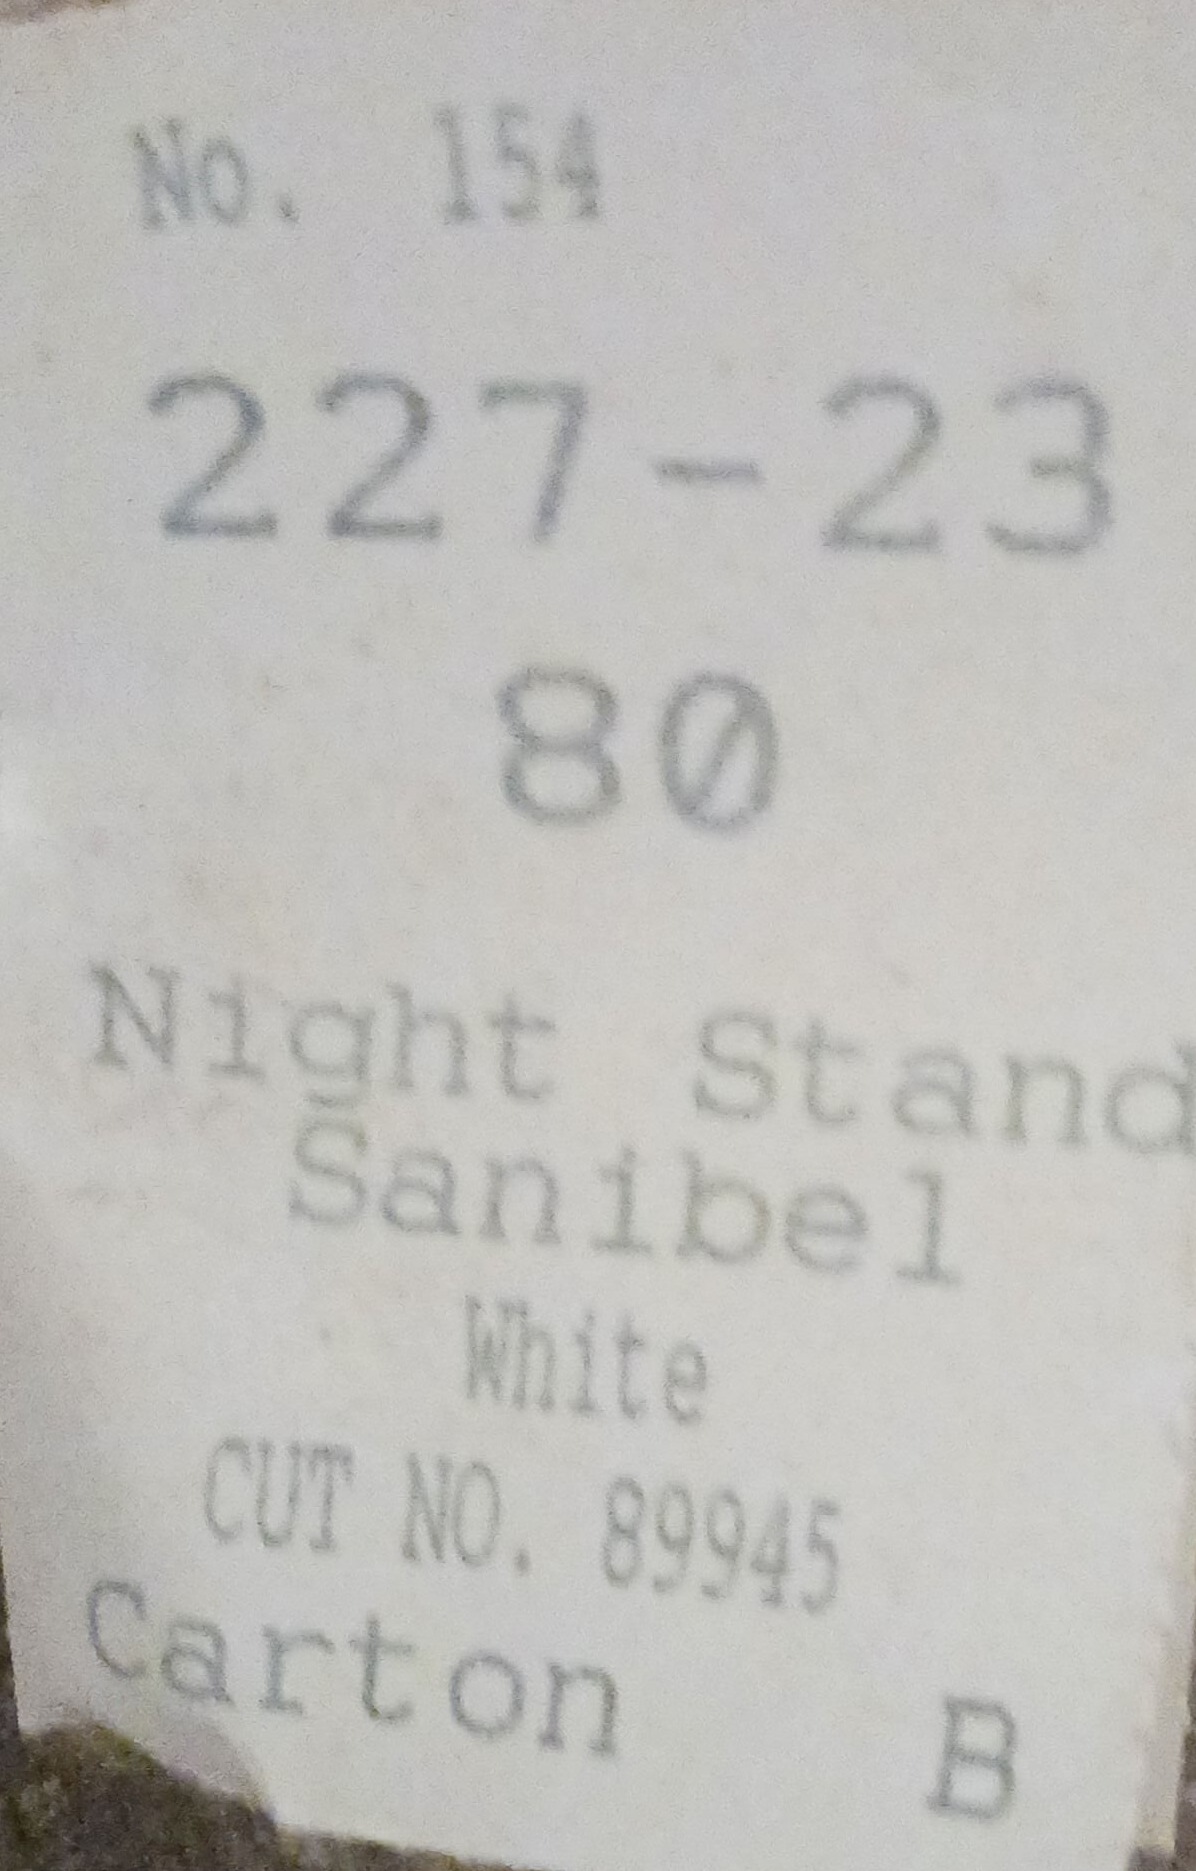 No. 154
227-23
80
Night Stand
Sanibel
White
CUT NO. 89945
Carton B